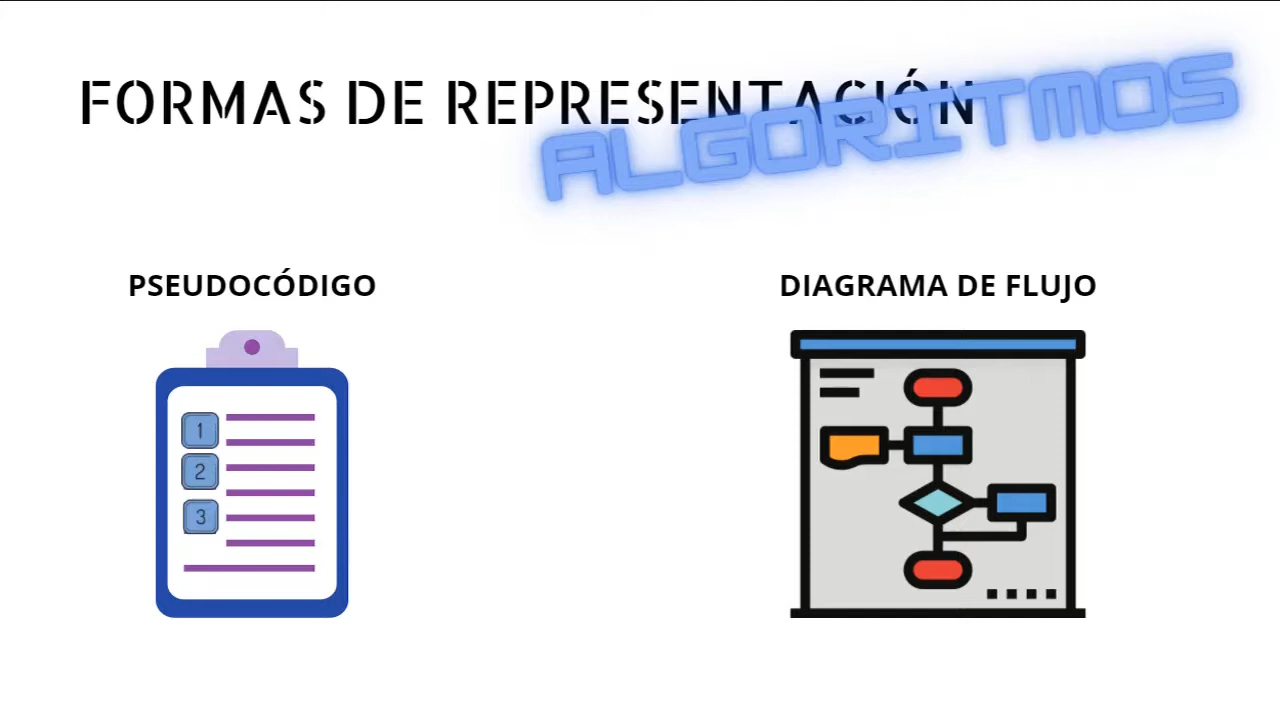 FORMAS DE REPRESENTACIÓN
ALGORITMOS
PSEUDOCÓDIGO
DIAGRAMA DE FLUJO
1
2
3